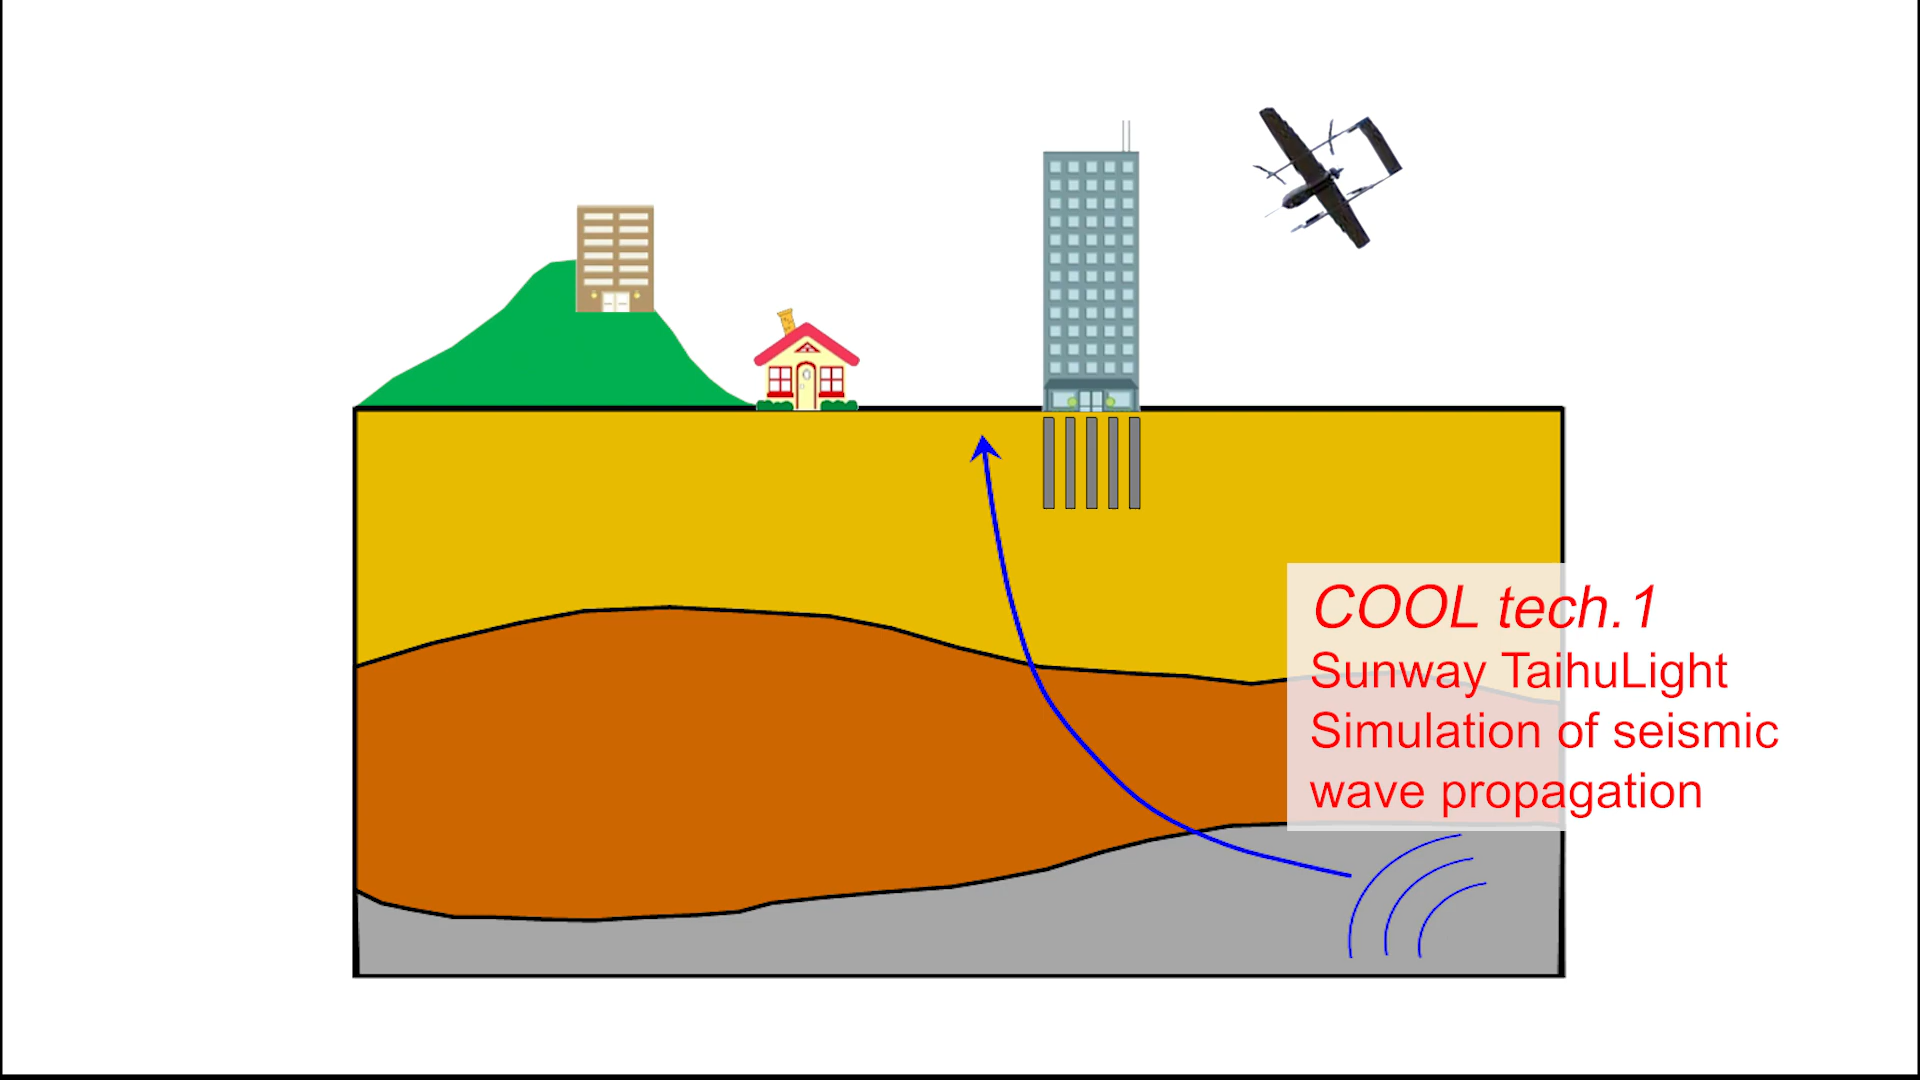 COOL tech.1
Sunway TaihuLight
Simulation of seismic
wave propagation